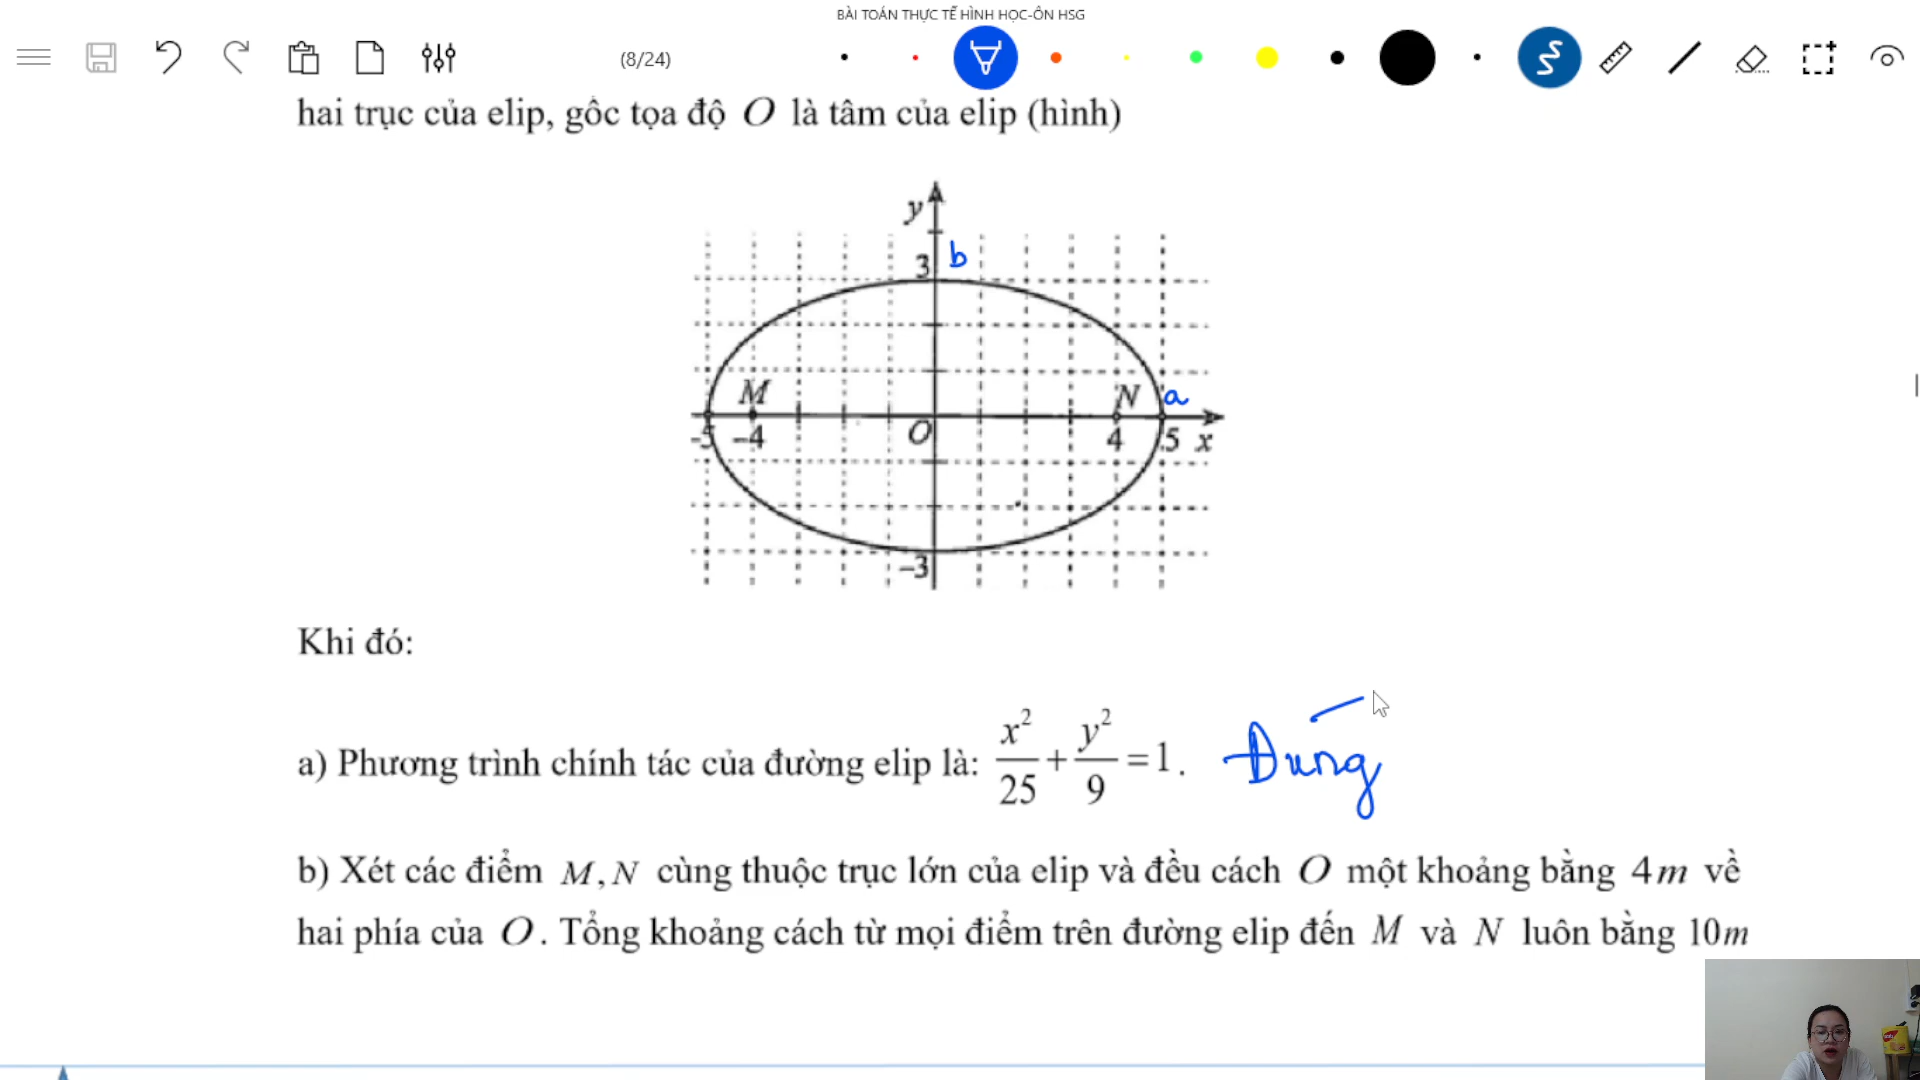 BÀI TOÁN THỰC TẾ HÌNH HỌC-ÔN HSG
(8/24)
hai trục của elip, gốc tọa độ O là tâm của elip (hình)
y
3 b
M N a
-5 -4 O 4 5 x
-3
Khi đó:
a) Phương trình chính tác của đường elip là: x²/25 + y²/9 = 1. Đúng
b) Xét các điểm M, N cùng thuộc trục lớn của elip và đều cách O một khoảng bằng 4m về
hai phía của O. Tổng khoảng cách từ mọi điểm trên đường elip đến M và N luôn bằng 10m